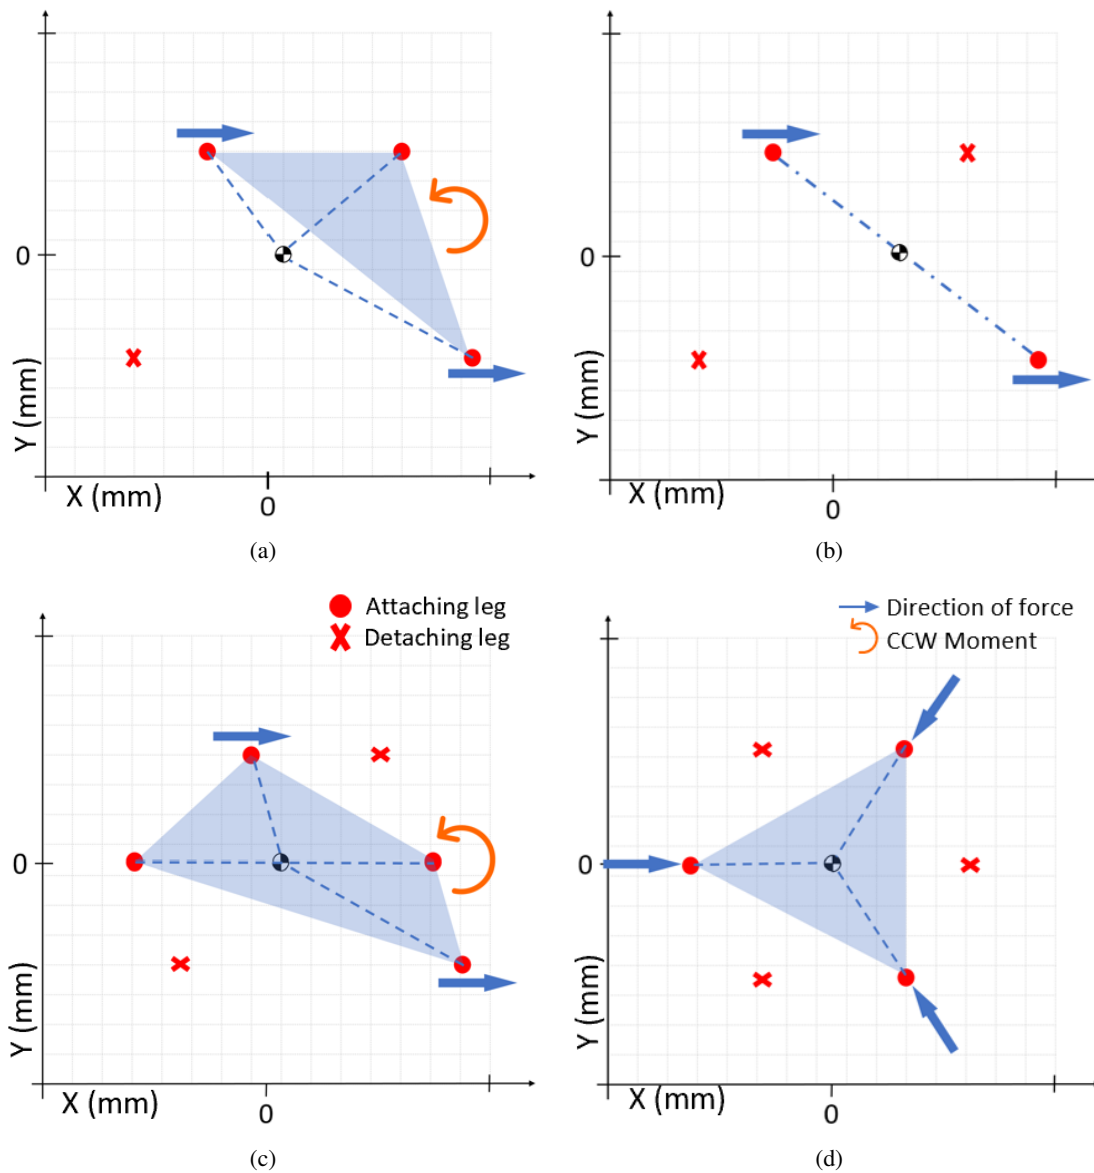 0
Y (mm)
X (mm)
0
(a)
0
Y (mm)
X (mm)
0
(b)
Attaching leg
Detaching leg
0
Y (mm)
X (mm)
0
(c)
Direction of force
CCW Moment
0
Y (mm)
X (mm)
0
(d)